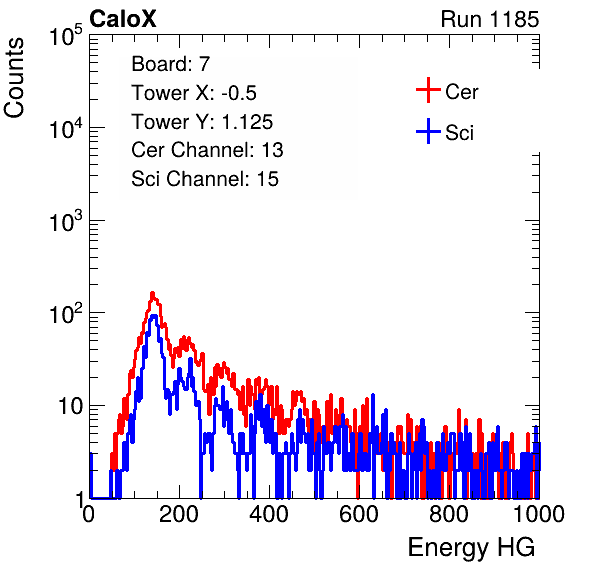 CaloX Run 1185
Counts
10^5
10^4
10^3
10^2
10
1
Board: 7
Tower X: -0.5
Tower Y: 1.125
Cer Channel: 13
Sci Channel: 15
Cer
Sci
0 200 400 600 800 1000
Energy HG